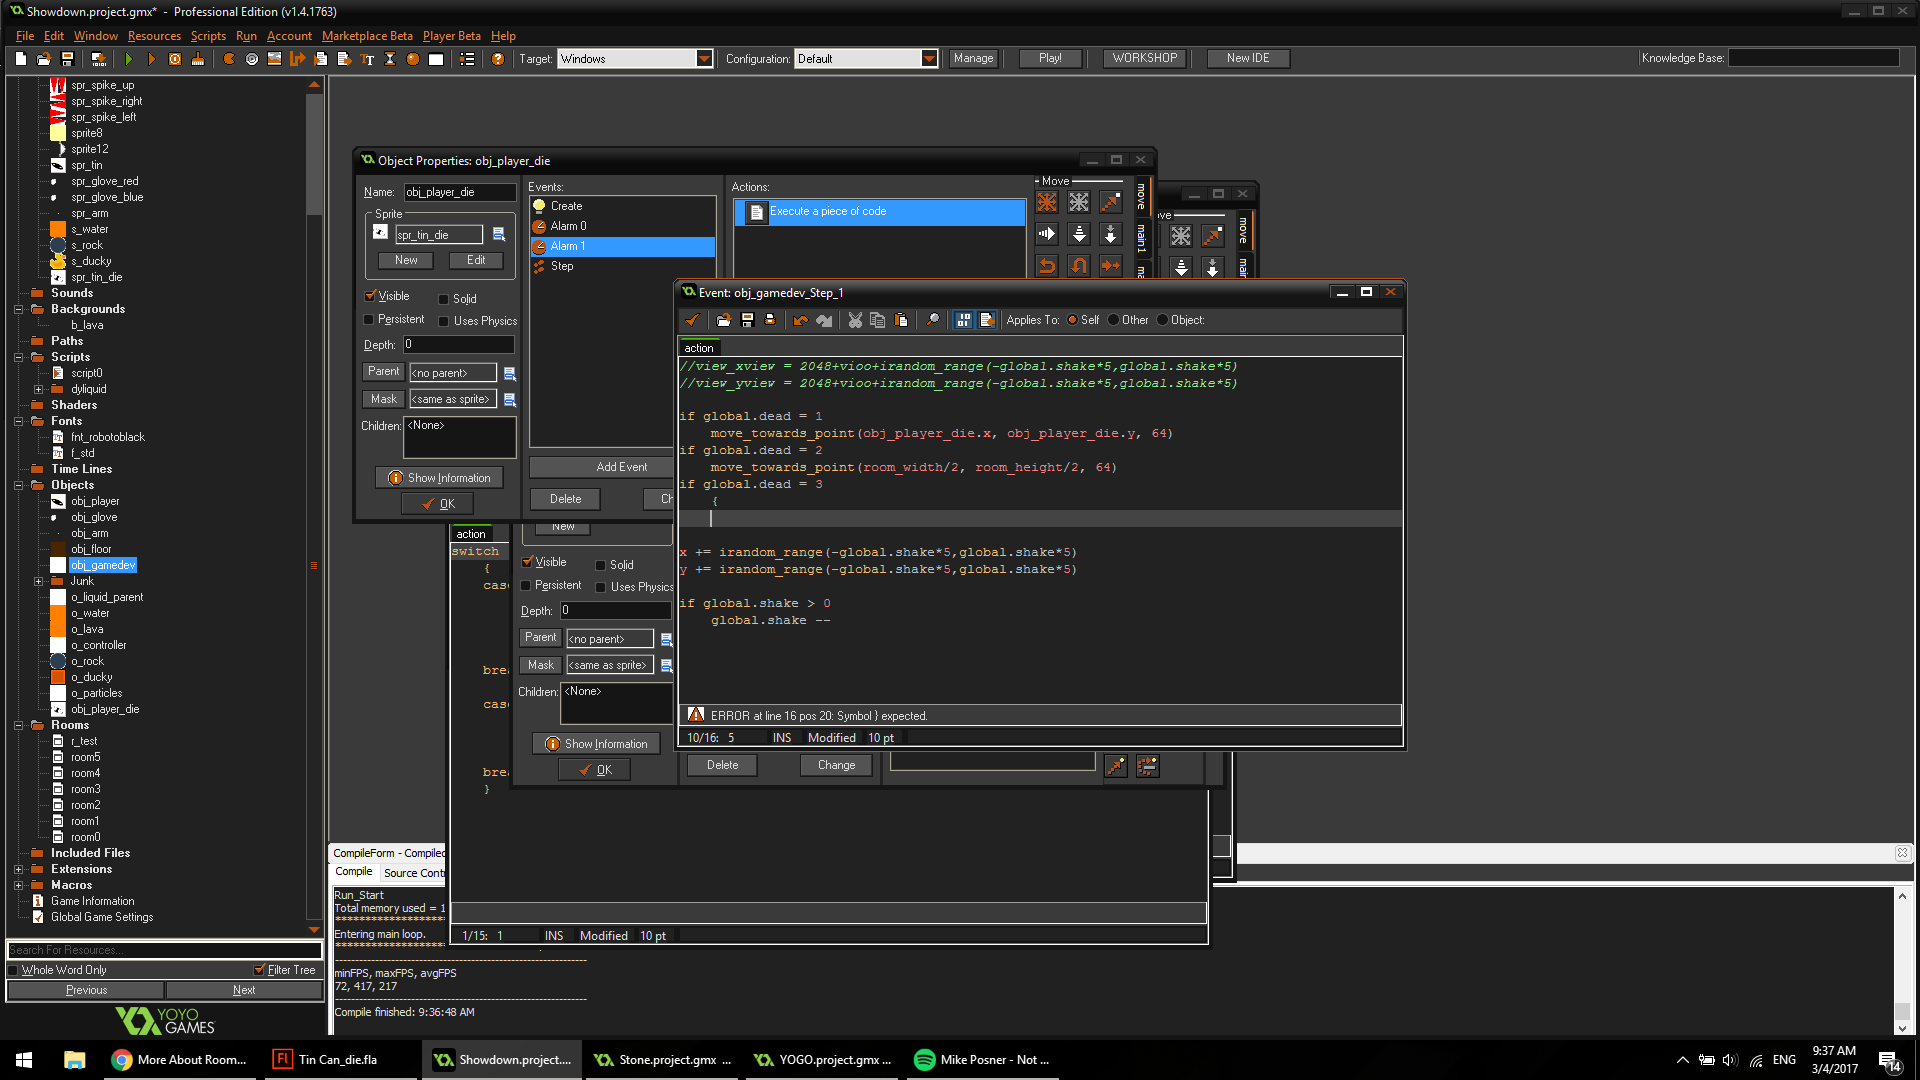 Showdown.project.gmx* - Professional Edition (v1.4.1763)
File Edit Window Resources Scripts Run Account Marketplace Beta Player Beta Help
Target: Windows Configuration: Default Manage Play! WORKSHOP New IDE Knowledge Base:
spr_spike_up
spr_spike_right
spr_spike_left
sprite8
sprite12
spr_tin
spr_glove_red
spr_glove_blue
spr_arm
s_water
s_rock
s_ducky
spr_tin_die
Sounds
Backgrounds
b_lava
Paths
Scripts
script0
dyliquid
Shaders
Fonts
fnt_robotoblack
f_std
Time Lines
Objects
obj_player
obj_glove
obj_arm
obj_floor
obj_gamedev
Junk
o_liquid_parent
o_water
o_lava
o_controller
o_rock
o_ducky
o_particles
obj_player_die
Rooms
r_test
room5
room4
room3
room2
room1
room0
Included Files
Extensions
Macros
Game Information
Global Game Settings
Search For Resources...
Whole Word Only Filter Tree
Previous Next
YOYO
GAMES
Object Properties: obj_player_die
Name: obj_player_die
Sprite
spr_tin_die
New Edit
Visible Solid
Persistent Uses Physics
Depth: 0
Parent <no parent>
Mask <same as sprite>
Children: <None>
Show Information
OK
Events:
Create
Alarm 0
Alarm 1
Step
Add Event
Delete Ch
Actions:
Execute a piece of code
Move
move
main1
ma
ve
move
main
Event: obj_gamedev_Step_1
Applies To: Self Other Object:
action
//view_xview = 2048+vioo+irandom_range(-global.shake*5,global.shake*5)
//view_yview = 2048+vioo+irandom_range(-global.shake*5,global.shake*5)
if global.dead = 1
move_towards_point(obj_player_die.x, obj_player_die.y, 64)
if global.dead = 2
move_towards_point(room_width/2, room_height/2, 64)
if global.dead = 3
{
x += irandom_range(-global.shake*5,global.shake*5)
y += irandom_range(-global.shake*5,global.shake*5)
if global.shake > 0
global.shake --
ERROR at line 16 pos 20: Symbol } expected.
10/16: 5 INS Modified 10 pt
action
switch
{
cas
brea
cas
brea
}
1/15: 1 INS Modified 10 pt
New
Visible Solid
Persistent Uses Physics
Depth: 0
Parent <no parent>
Mask <same as sprite>
Children: <None>
Show Information
OK
Delete Change
CompileForm - Compiled
Compile Source Contr
Run_Start
Total memory used = 1
**********************
Entering main loop.
**********************
minFPS, maxFPS, avgFPS
72, 417, 217
Compile finished: 9:36:48 AM
More About Room...
Fl Tin Can_die.fla
Showdown.project....
Stone.project.gmx ...
YOGO.project.gmx ...
Mike Posner - Not ...
ENG
9:37 AM
3/4/2017
14